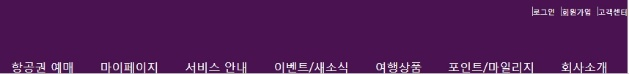 로그인 회원가입 고객센터
항공권 예매 마이페이지 서비스 안내 이벤트/새소식 여행상품 포인트/마일리지 회사소개